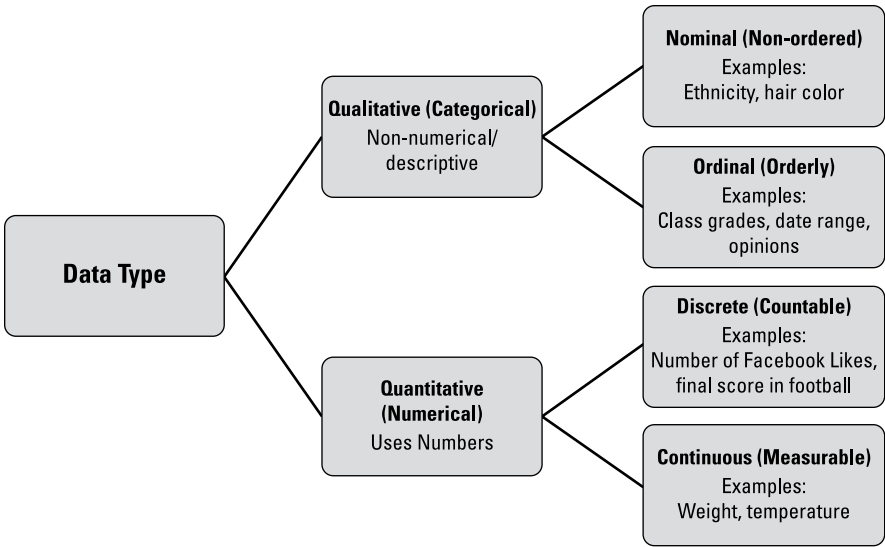 Data Type
Qualitative (Categorical)
Non-numerical/
descriptive
Quantitative
(Numerical)
Uses Numbers
Nominal (Non-ordered)
Examples:
Ethnicity, hair color
Ordinal (Orderly)
Examples:
Class grades, date range,
opinions
Discrete (Countable)
Examples:
Number of Facebook Likes,
final score in football
Continuous (Measurable)
Examples:
Weight, temperature